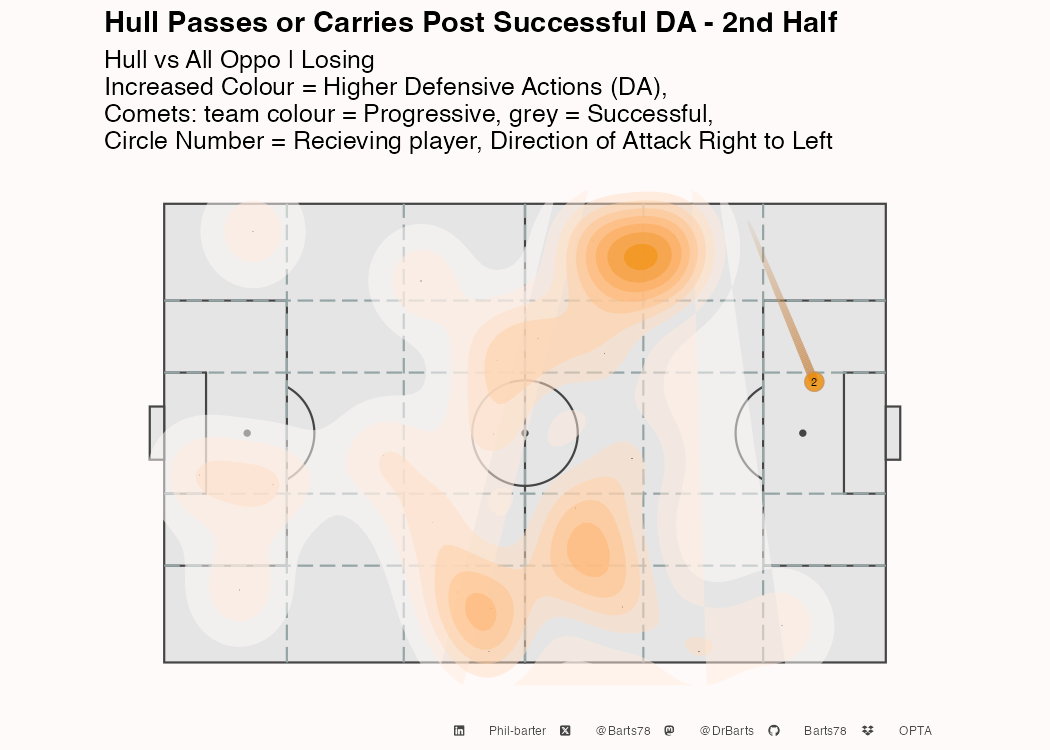 Hull Passes or Carries Post Successful DA - 2nd Half
Hull vs All Oppo | Losing
Increased Colour = Higher Defensive Actions (DA),
Comets: team colour = Progressive, grey = Successful,
Circle Number = Recieving player, Direction of Attack Right to Left
2
Phil-barter @Barts78 @DrBarts Barts78 OPTA